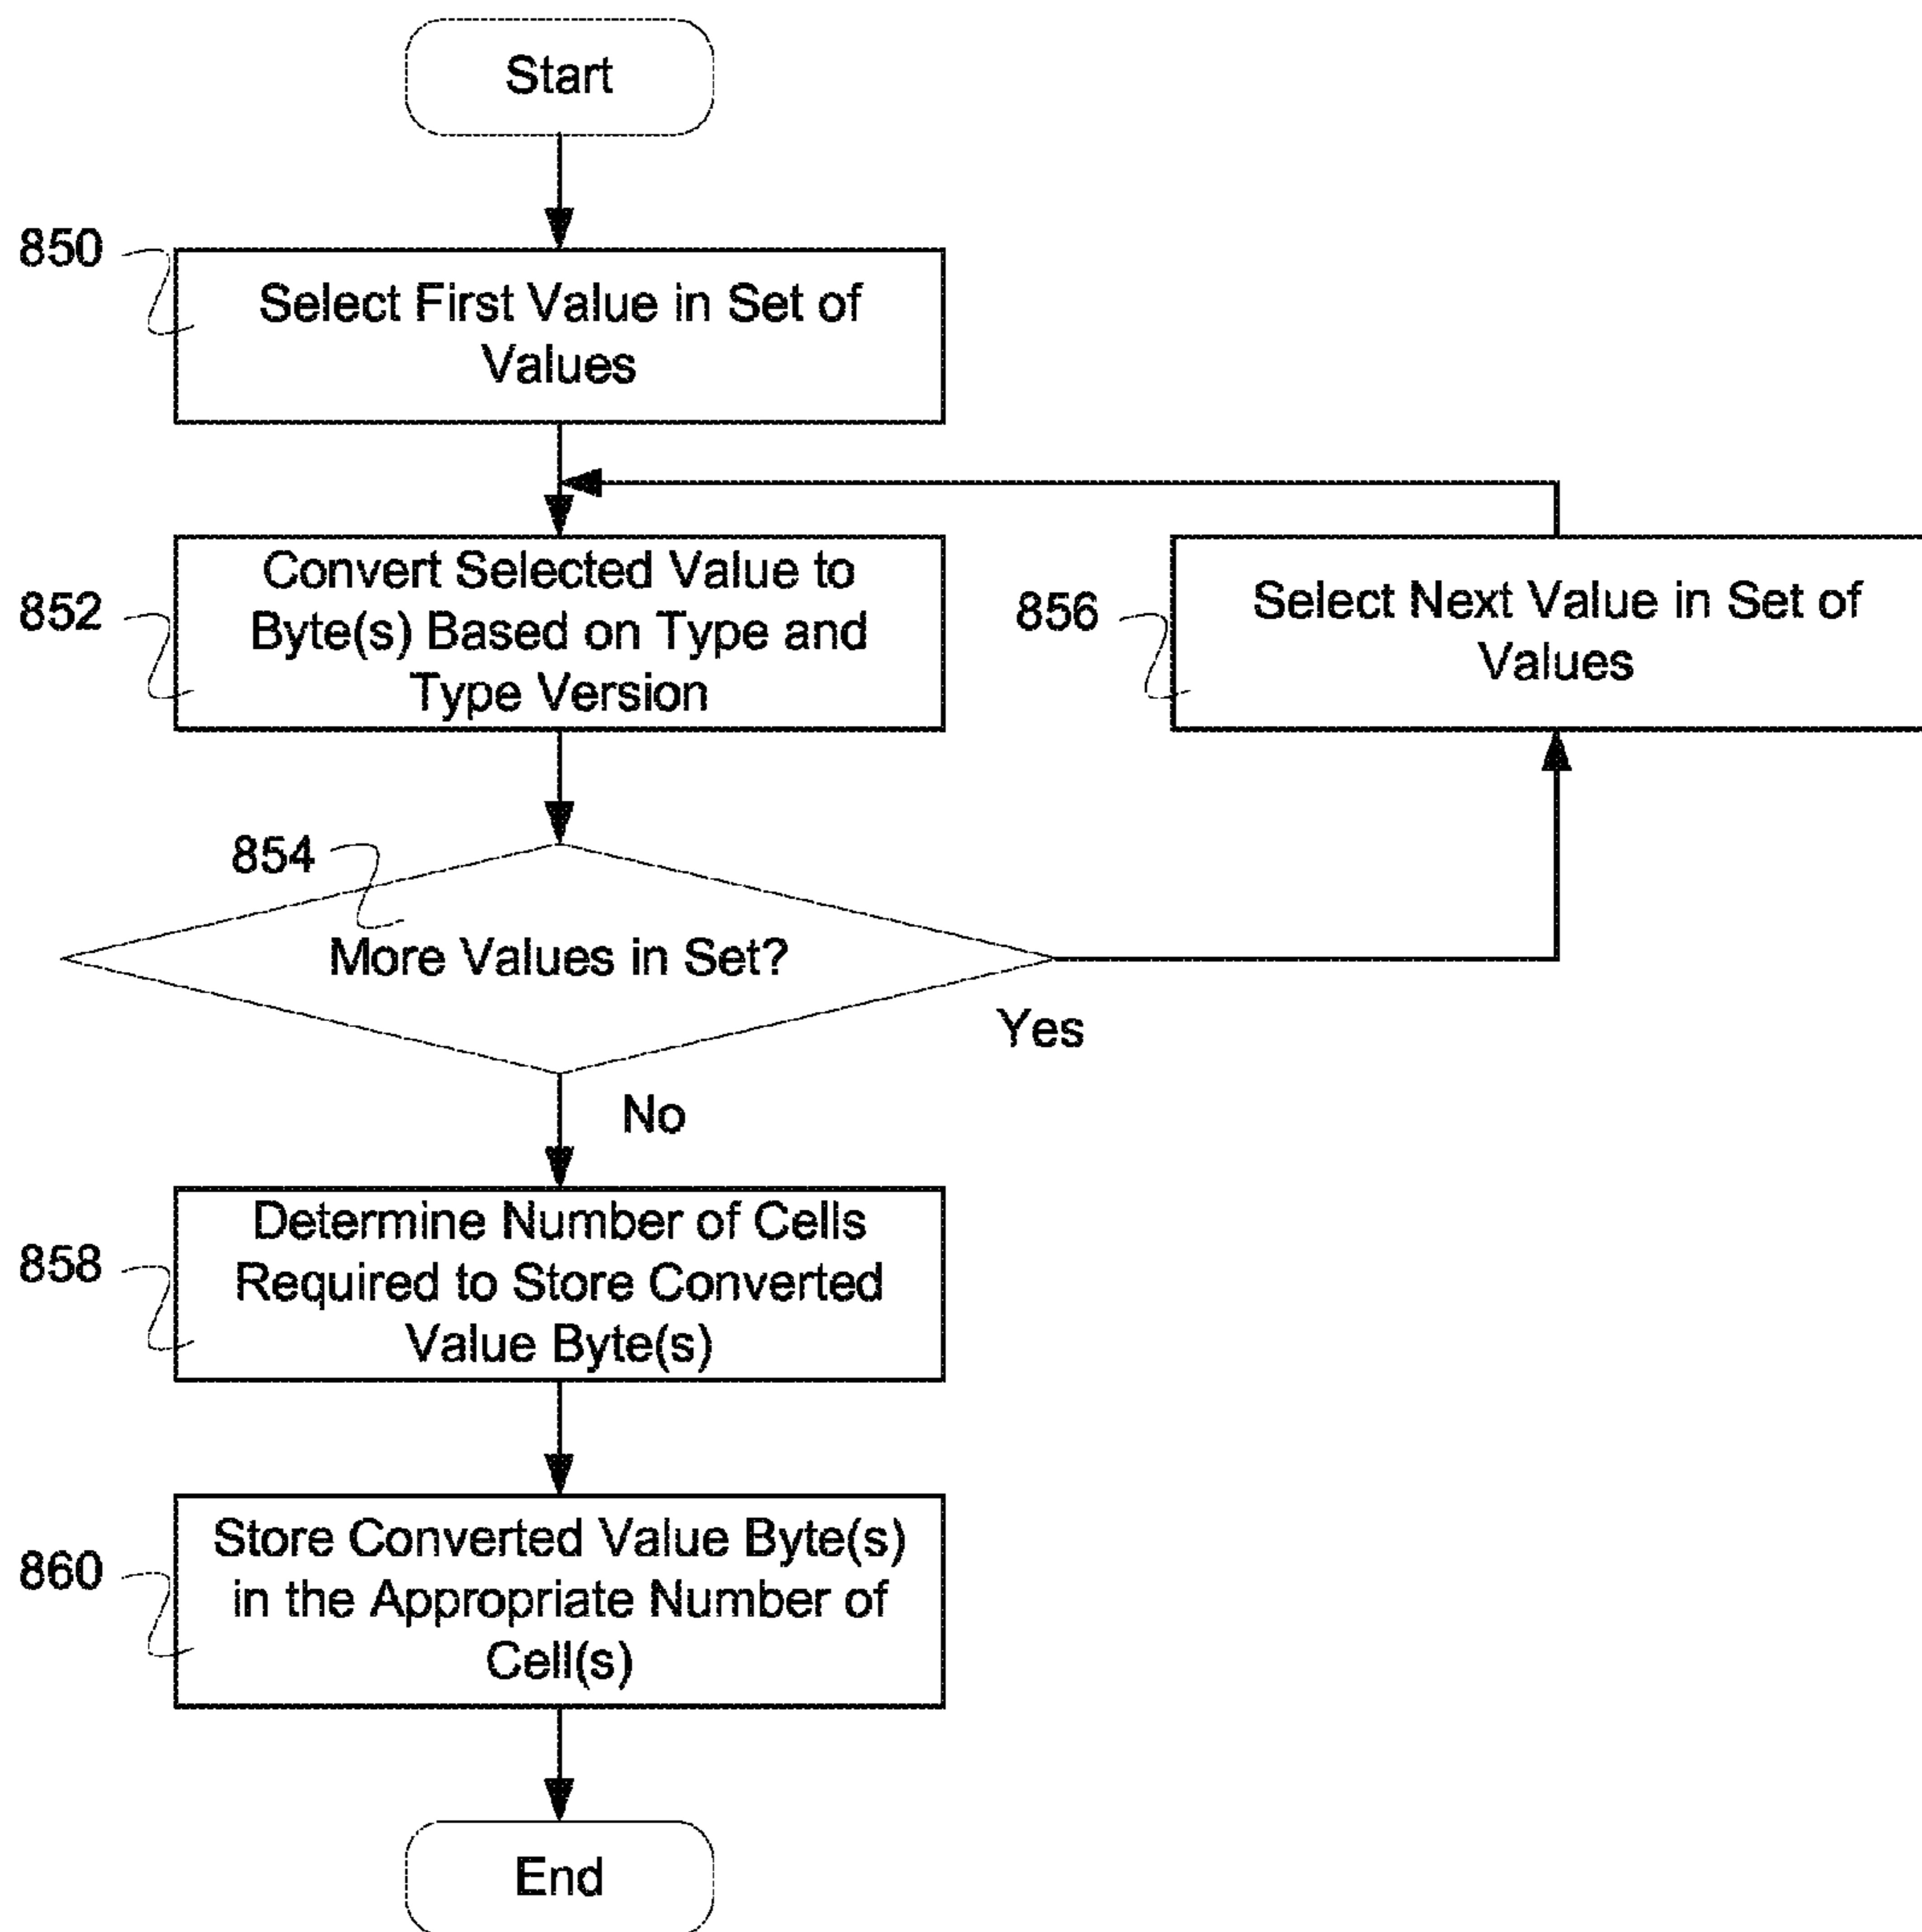 Start
850
Select First Value in Set of
Values
852
Convert Selected Value to
Byte(s) Based on Type and
Type Version
856
Select Next Value in Set of
Values
854
More Values in Set?
Yes
No
858
Determine Number of Cells
Required to Store Converted
Value Byte(s)
860
Store Converted Value Byte(s)
in the Appropriate Number of
Cell(s)
End